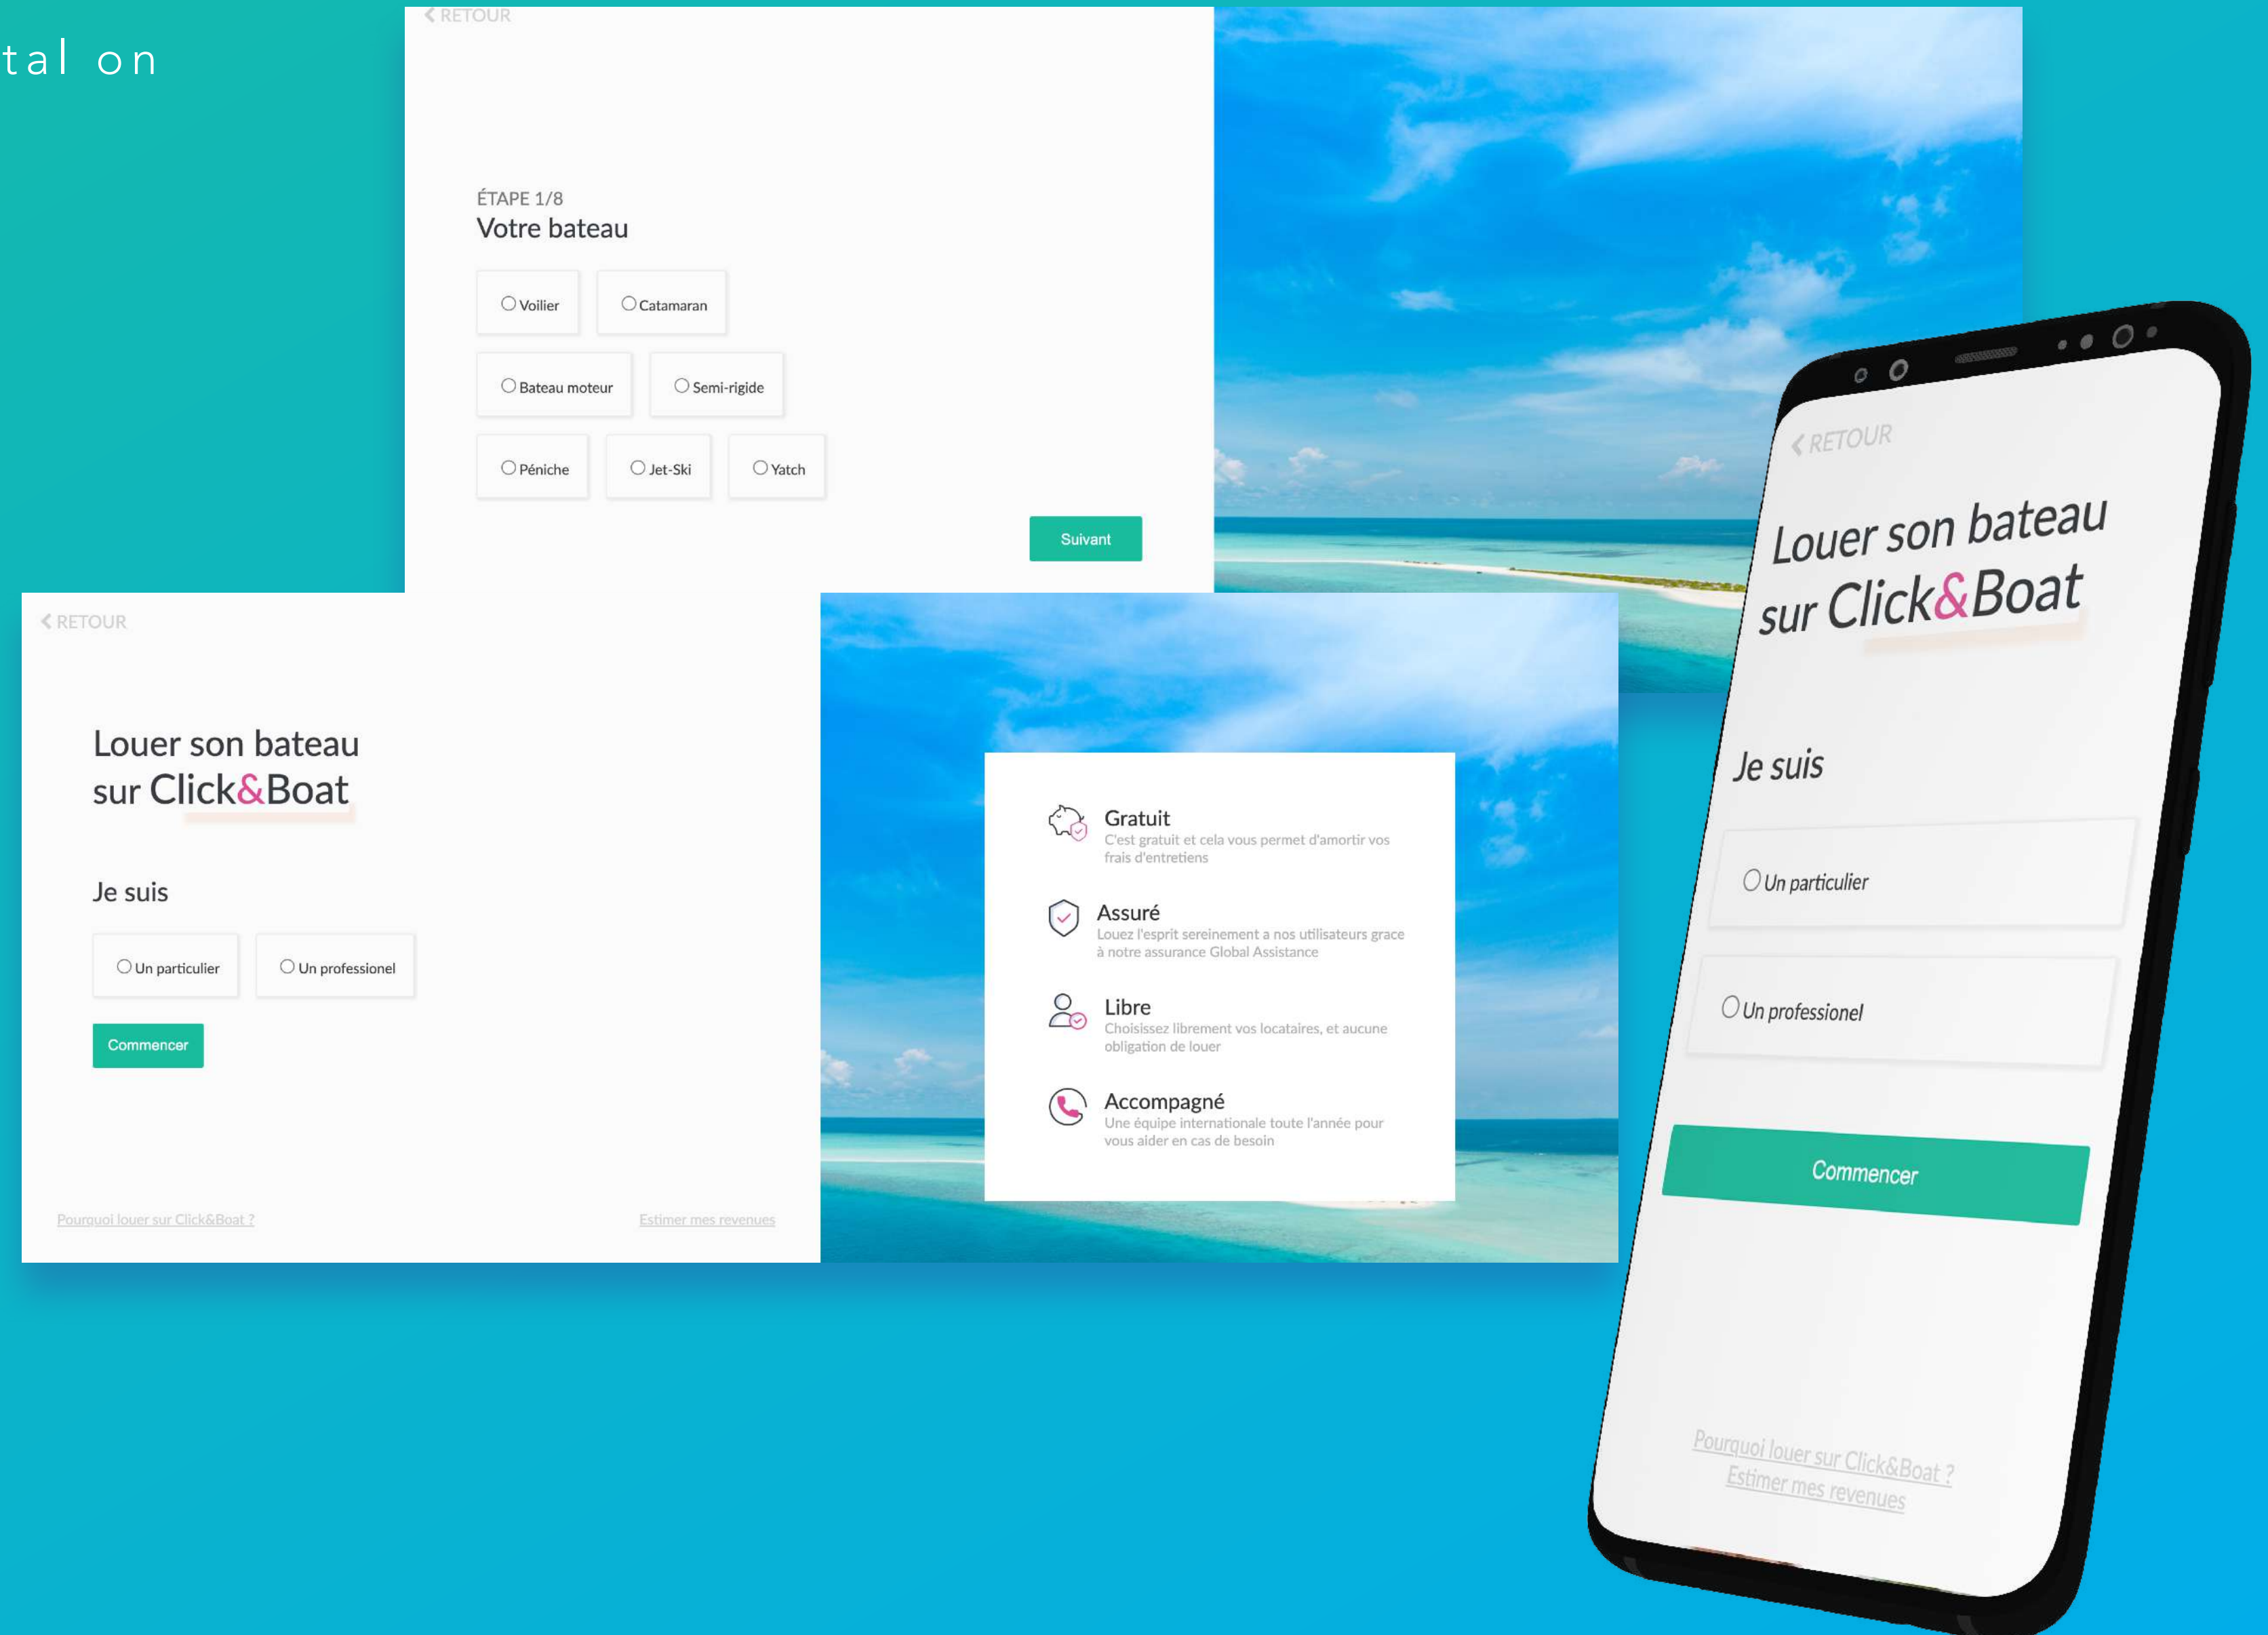 tal on
RETOUR
ÉTAPE 1/8
Votre bateau
Voilier
Catamaran
Bateau moteur
Semi-rigide
Péniche
Jet-Ski
Yatch
Suivant
RETOUR
Louer son bateau
sur Click&Boat
Je suis
Un particulier
Un professionel
Commencer
Pourquoi louer sur Click&Boat ?
Estimer mes revenues
Gratuit
C'est gratuit et cela vous permet d'amortir vos
frais d'entretiens
Assuré
Louez l'esprit sereinement a nos utilisateurs grace
à notre assurance Global Assistance
Libre
Choisissez librement vos locataires, et aucune
obligation de louer
Accompagné
Une équipe internationale toute l'année pour
vous aider en cas de besoin
RETOUR
Louer son bateau
sur Click&Boat
Je suis
Un particulier
Un professionel
Commencer
Pourquoi louer sur Click&Boat ?
Estimer mes revenues